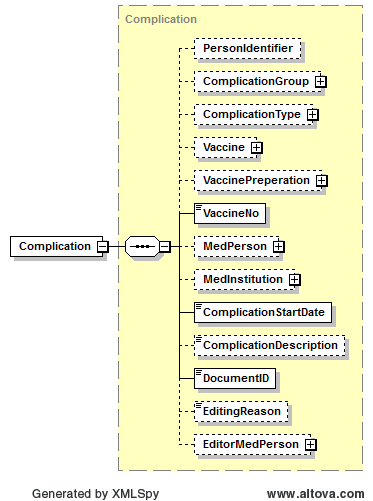 Complication
PersonIdentifier
ComplicationGroup
ComplicationType
Vaccine
VaccinePreperation
VaccineNo
Complication
MedPerson
MedInstitution
ComplicationStartDate
ComplicationDescription
DocumentID
EditingReason
EditorMedPerson
Generated by XMLSpy
www.altova.com